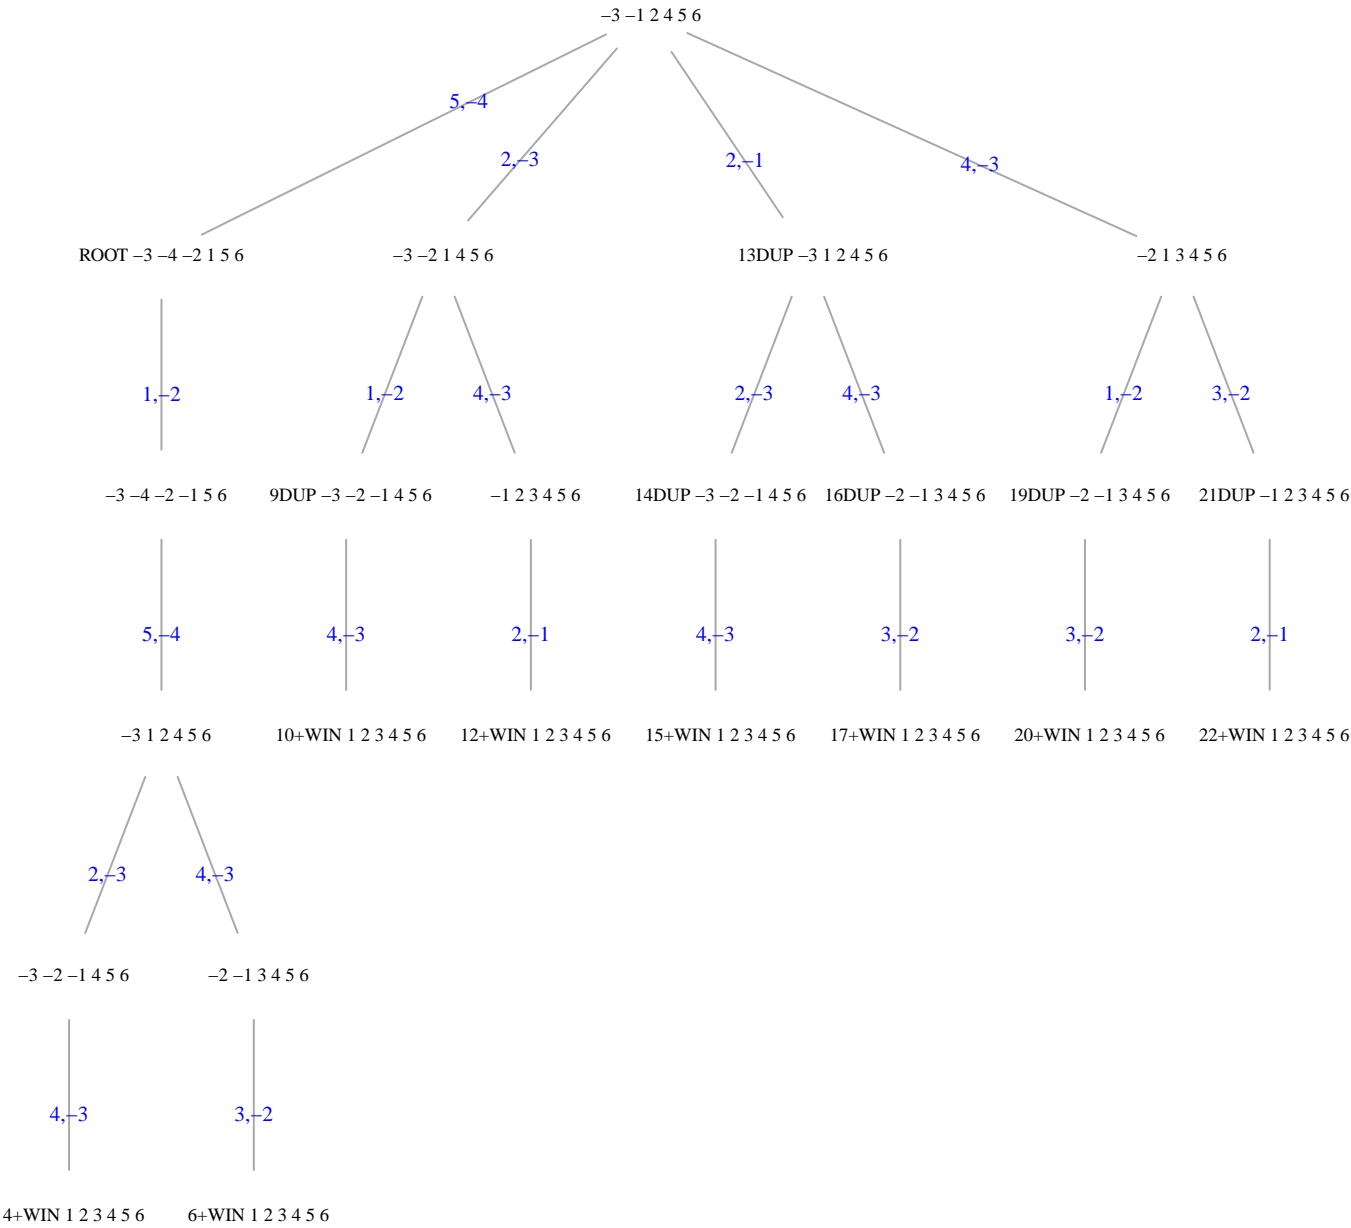 −3 −1 2 4 5 6
5,−4
2,−3
2,−1
4,−3
ROOT −3 −4 −2 1 5 6
−3 −2 1 4 5 6
13DUP −3 1 2 4 5 6
−2 1 3 4 5 6
1,−2
1,−2
4,−3
2,−3
4,−3
1,−2
3,−2
−3 −4 −2 −1 5 6
9DUP −3 −2 −1 4 5 6
−1 2 3 4 5 6
14DUP −3 −2 −1 4 5 6
16DUP −2 −1 3 4 5 6
19DUP −2 −1 3 4 5 6
21DUP −1 2 3 4 5 6
5,−4
4,−3
2,−1
4,−3
3,−2
3,−2
2,−1
−3 1 2 4 5 6
10+WIN 1 2 3 4 5 6
12+WIN 1 2 3 4 5 6
15+WIN 1 2 3 4 5 6
17+WIN 1 2 3 4 5 6
20+WIN 1 2 3 4 5 6
22+WIN 1 2 3 4 5 6
2,−3
4,−3
−3 −2 −1 4 5 6
−2 −1 3 4 5 6
4,−3
3,−2
4+WIN 1 2 3 4 5 6
6+WIN 1 2 3 4 5 6